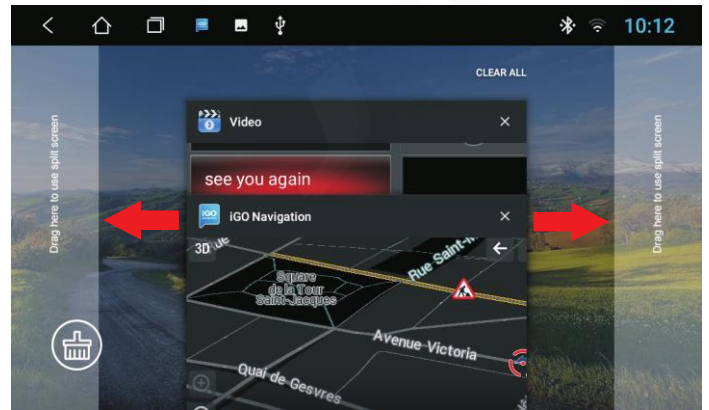 10:12
CLEAR ALL
Drag here to use split screen
Video
see you again
iGO
iGO Navigation
3D
Rue Saint-
Square
de la Tour
Saint-Jacques
Avenue Victoria
Quai de Gesvres
Drag here to use split screen